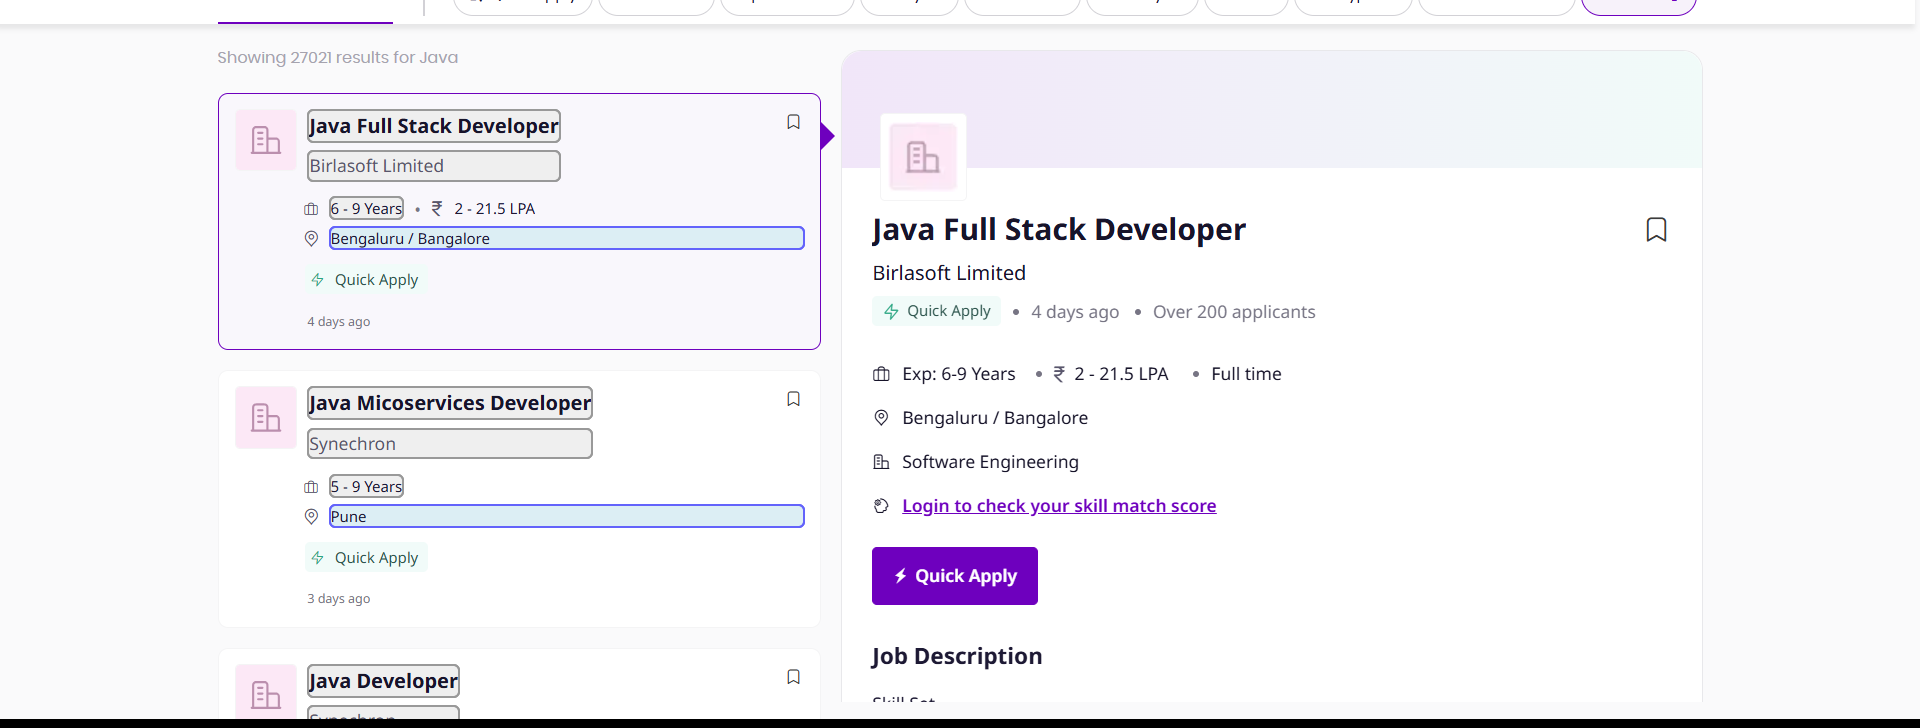 Showing 27021 results for Java
Java Full Stack Developer
Birlasoft Limited
6 - 9 Years • ₹ 2 - 21.5 LPA
Bengaluru / Bangalore
Quick Apply
4 days ago
Java Micoservices Developer
Synechron
5 - 9 Years
Pune
Quick Apply
3 days ago
Java Developer
Synechron
Java Full Stack Developer
Birlasoft Limited
Quick Apply • 4 days ago • Over 200 applicants
Exp: 6-9 Years • ₹ 2 - 21.5 LPA • Full time
Bengaluru / Bangalore
Software Engineering
Login to check your skill match score
Quick Apply
Job Description
Skill Set